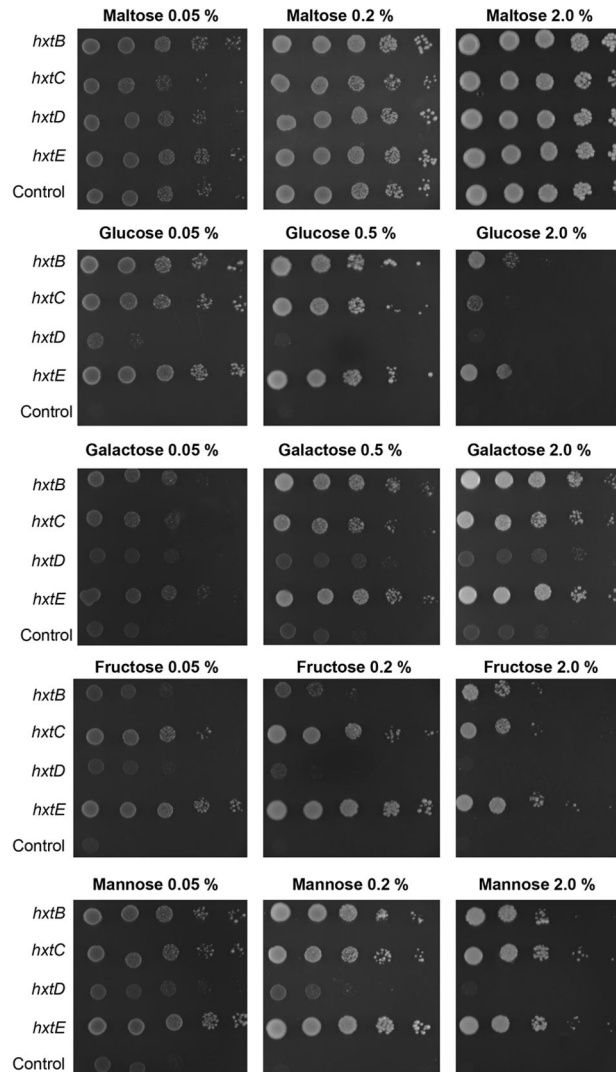 Maltose 0.05 % Maltose 0.2 % Maltose 2.0 %
hxtB
hxtC
hxtD
hxtE
Control
Glucose 0.05 % Glucose 0.5 % Glucose 2.0 %
hxtB
hxtC
hxtD
hxtE
Control
Galactose 0.05 % Galactose 0.5 % Galactose 2.0 %
hxtB
hxtC
hxtD
hxtE
Control
Fructose 0.05 % Fructose 0.2 % Fructose 2.0 %
hxtB
hxtC
hxtD
hxtE
Control
Mannose 0.05 % Mannose 0.2 % Mannose 2.0 %
hxtB
hxtC
hxtD
hxtE
Control